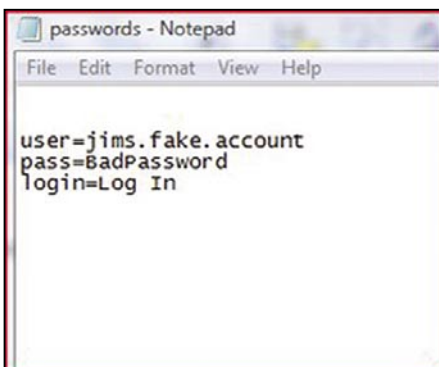 passwords - Notepad
File Edit Format View Help
user=jims.fake.account
pass=BadPassword
login=Log In